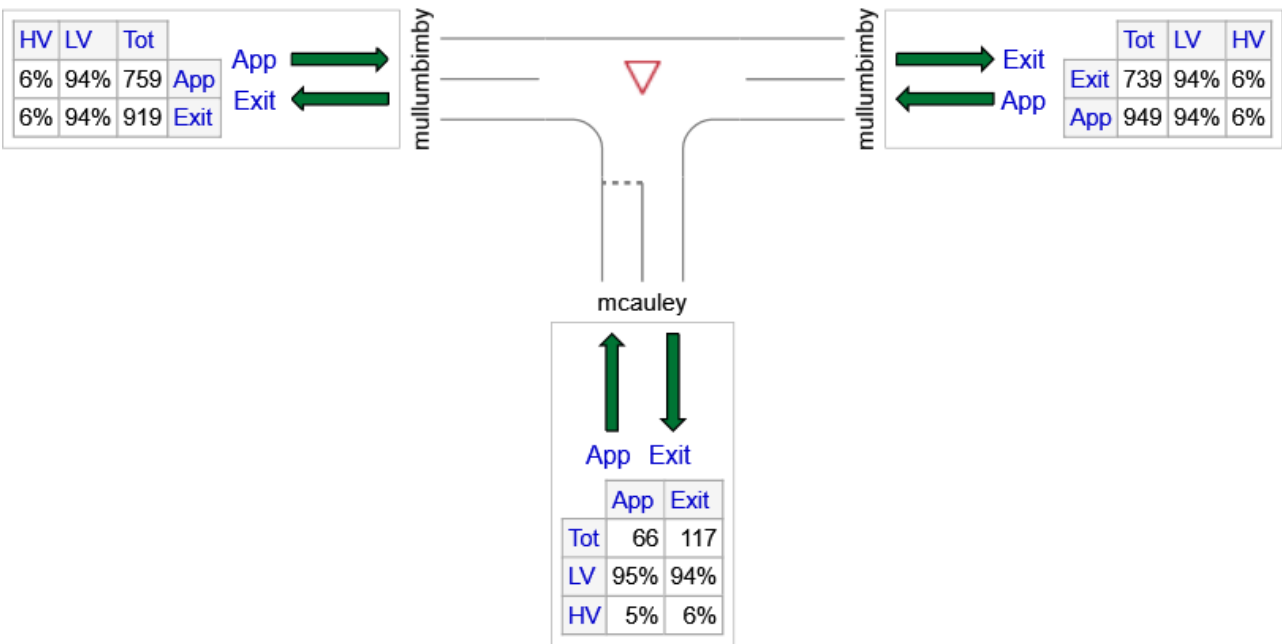 HV LV Tot
6% 94% 759 App
6% 94% 919 Exit
App
Exit
mullumbimby
mullumbimby
Exit
App
Tot LV HV
Exit 739 94% 6%
App 949 94% 6%
mcauley
App Exit
App Exit
Tot 66 117
LV 95% 94%
HV 5% 6%